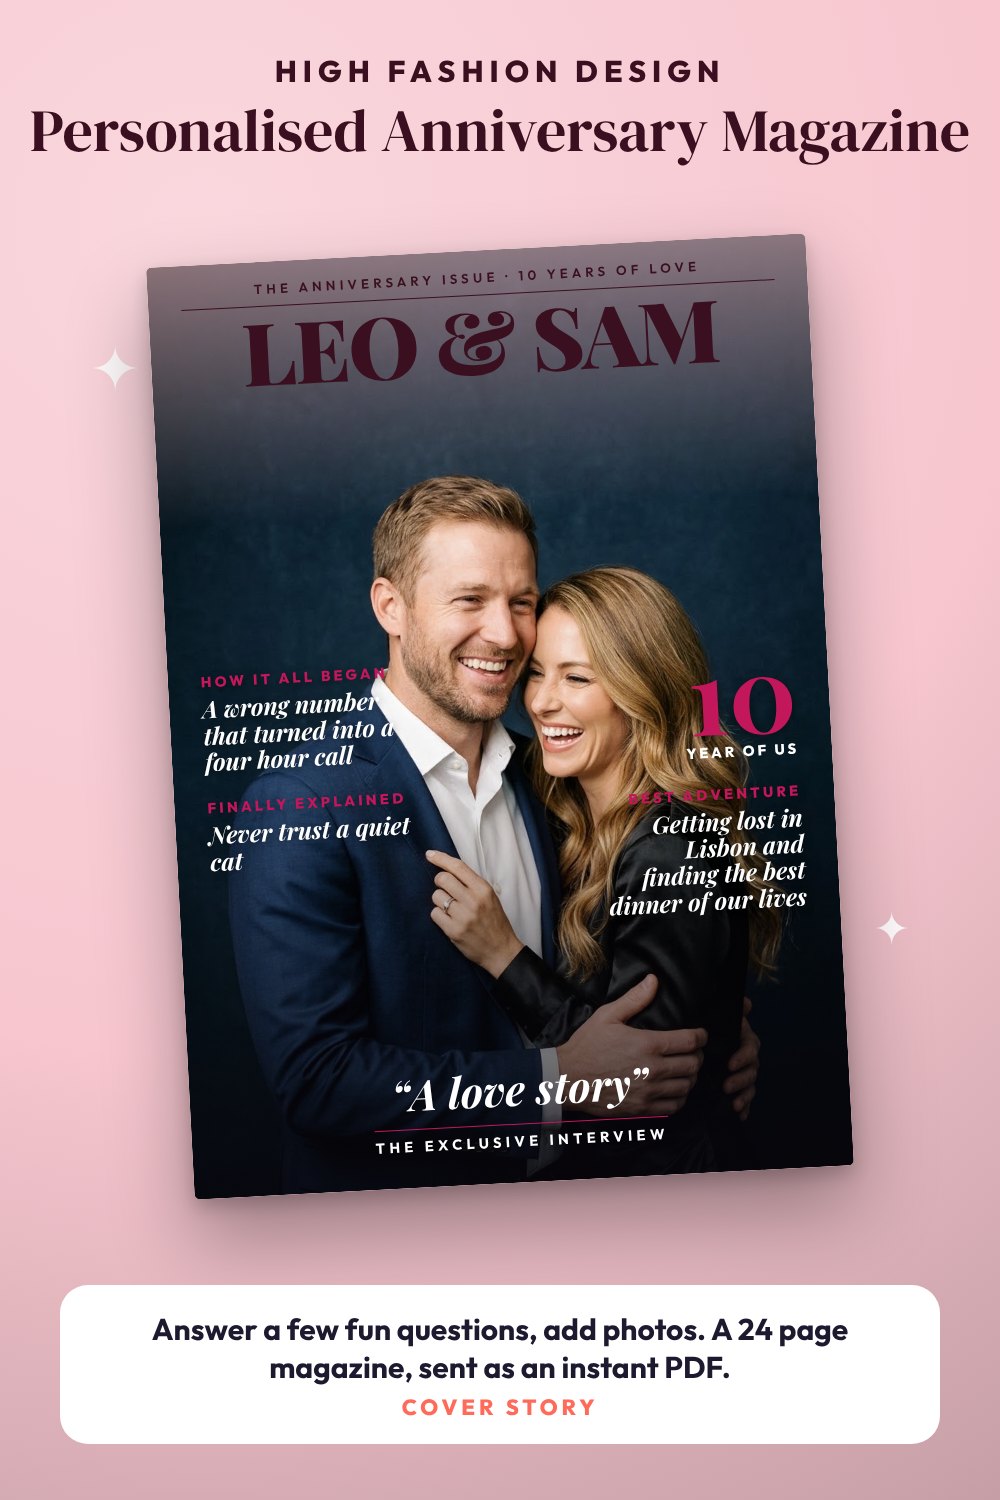 HIGH FASHION DESIGN
Personalised Anniversary Magazine
THE ANNIVERSARY ISSUE · 10 YEARS OF LOVE
LEO & SAM
HOW IT ALL BEGAN
A wrong number
that turned into a
four hour call
FINALLY EXPLAINED
Never trust a quiet
cat
10
YEAR OF US
BEST ADVENTURE
Getting lost in
Lisbon and
finding the best
dinner of our lives
“A love story”
THE EXCLUSIVE INTERVIEW
Answer a few fun questions, add photos. A 24 page
magazine, sent as an instant PDF.
COVER STORY